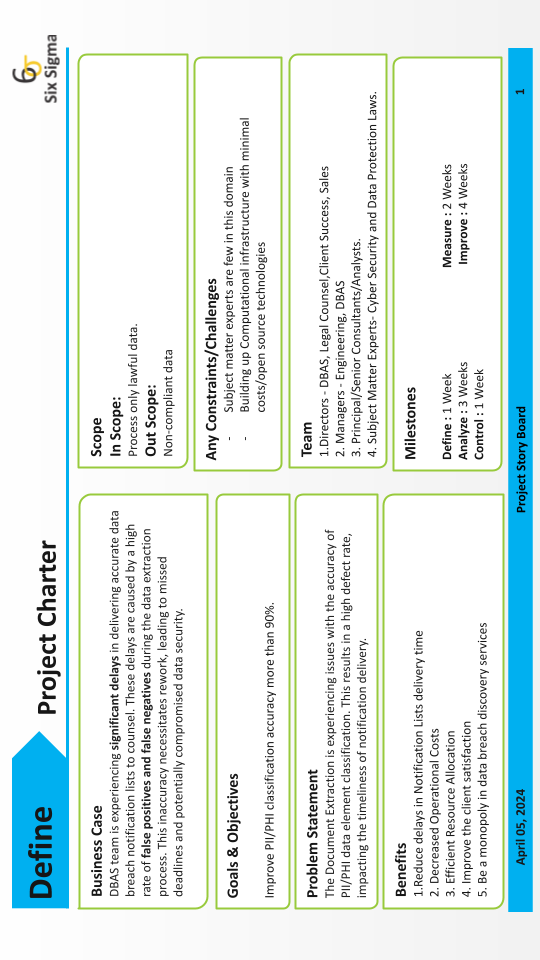 Define
Project Charter
6σ
Six Sigma
Business Case
DBAS team is experiencing significant delays in delivering accurate data
breach notification lists to counsel. These delays are caused by a high
rate of false positives and false negatives during the data extraction
process. This inaccuracy necessitates rework, leading to missed
deadlines and potentially compromised data security.
Goals & Objectives
Improve PII/PHI classification accuracy more than 90%.
Problem Statement
The Document Extraction is experiencing issues with the accuracy of
PII/PHI data element classification. This results in a high defect rate,
impacting the timeliness of notification delivery.
Benefits
1.Reduce delays in Notification Lists delivery time
2. Decreased Operational Costs
3. Efficient Resource Allocation
4. Improve the client satisfaction
5. Be a monopoly in data breach discovery services
Scope
In Scope:
Process only lawful data.
Out Scope:
Non-compliant data
Any Constraints/Challenges
- Subject matter experts are few in this domain
- Building up Computational infrastructure with minimal
costs/open source technologies
Team
1.Directors - DBAS, Legal Counsel,Client Success, Sales
2. Managers - Engineering, DBAS
3. Principal/Senior Consultants/Analysts.
4. Subject Matter Experts- Cyber Security and Data Protection Laws.
Milestones
Define : 1 Week Measure : 2 Weeks
Analyze : 3 Weeks Improve : 4 Weeks
Control : 1 Week
April 05, 2024 Project Story Board 1